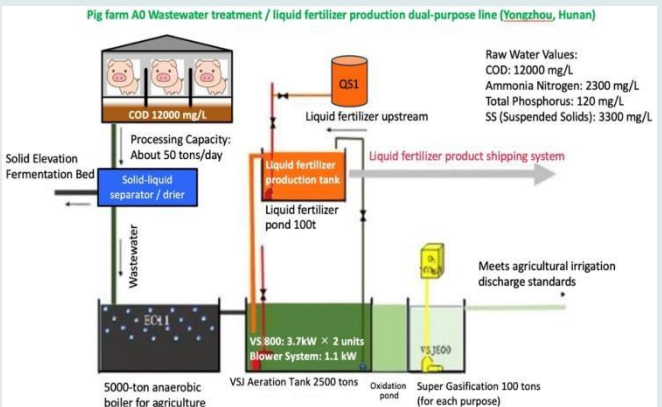 Pig farm A0 Wastewater treatment / liquid fertilizer production dual-purpose line (Yongzhou, Hunan)
COD 12000 mg/L
Processing Capacity:
About 50 tons/day
Solid Elevation
Fermentation Bed
Solid-liquid
separator / drier
Wastewater
QS1
Liquid fertilizer upstream
Raw Water Values:
COD: 12000 mg/L
Ammonia Nitrogen: 2300 mg/L
Total Phosphorus: 120 mg/L
SS (Suspended Solids): 3300 mg/L
Liquid fertilizer
production tank
Liquid fertilizer product shipping system
Liquid fertilizer
pond 100t
Meets agricultural irrigation
discharge standards
VS 800: 3.7kW × 2 units
Blower System: 1.1 kW
5000-ton anaerobic
boiler for agriculture
VSJ Aeration Tank 2500 tons
Oxidation
pond
Super Gasification 100 tons
(for each purpose)